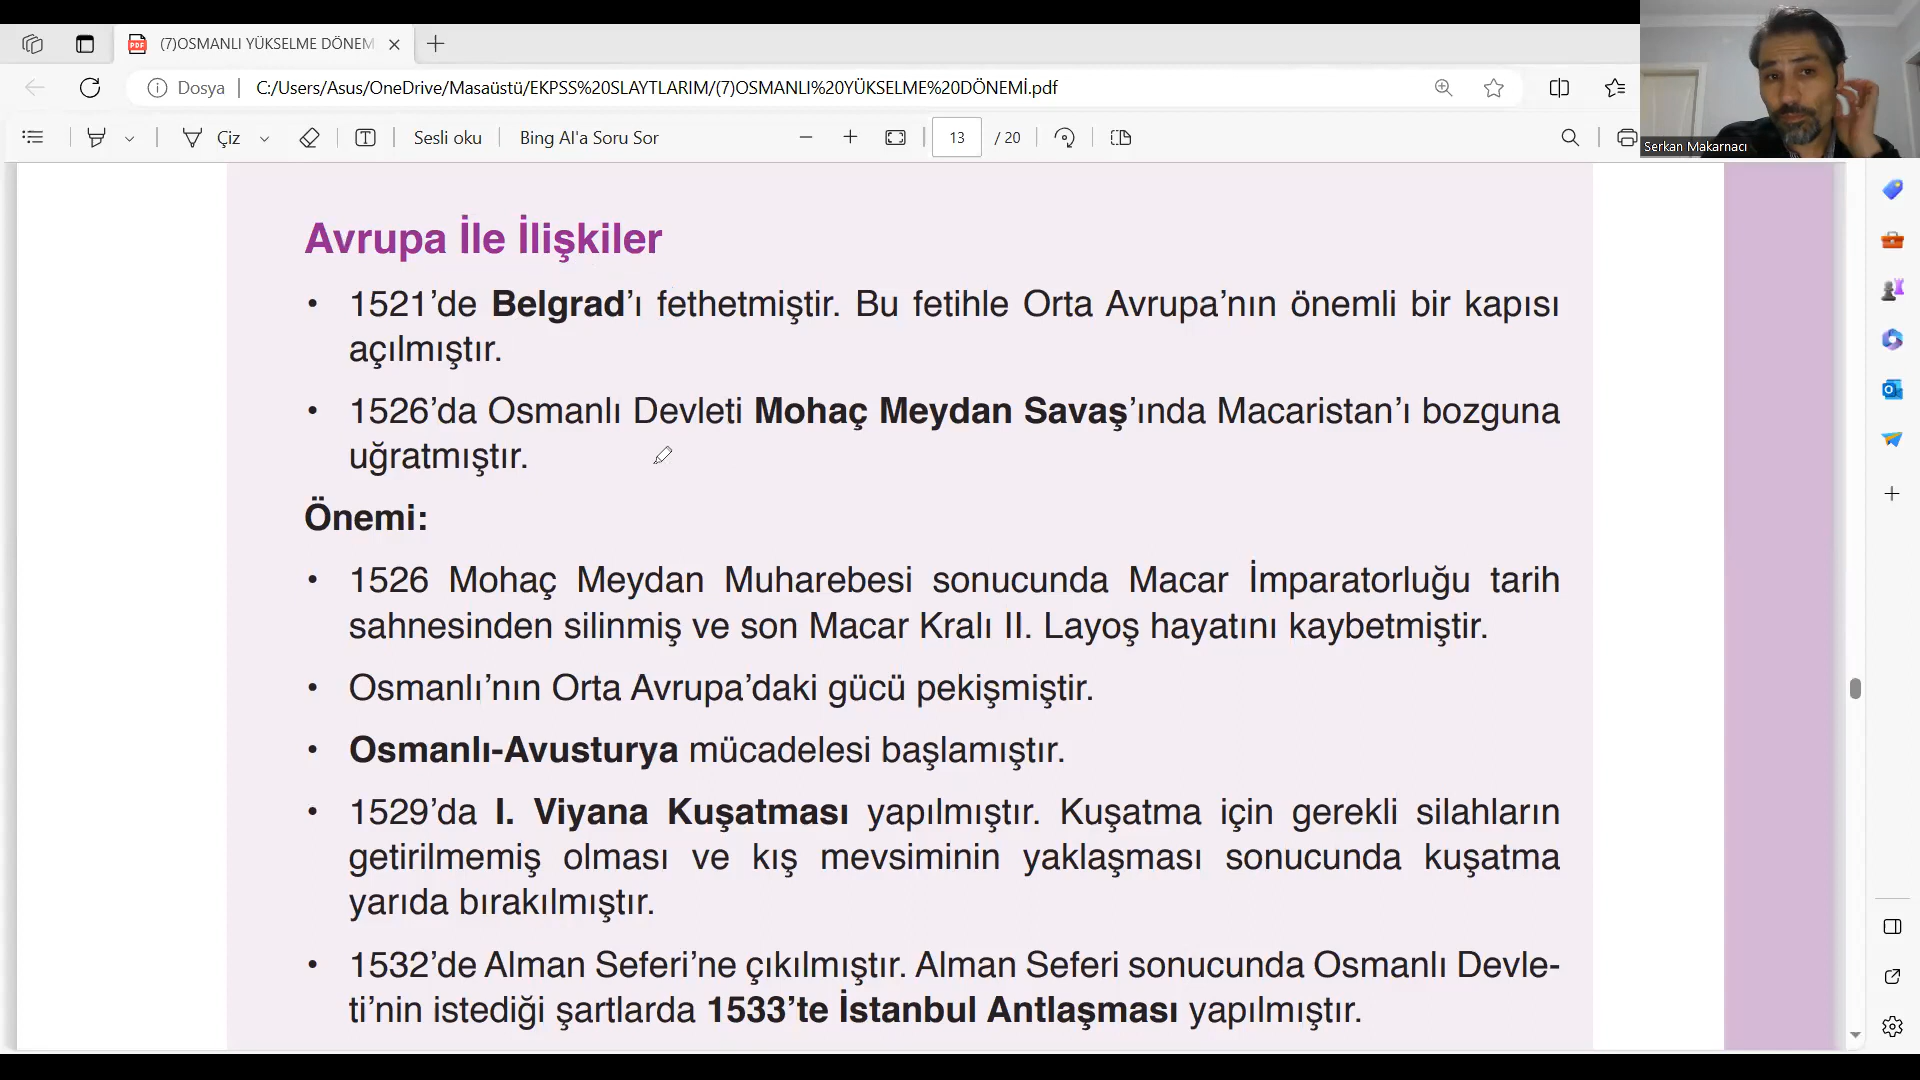 (7)OSMANLI YÜKSELME DÖNEM
Dosya
C:/Users/Asus/OneDrive/Masaüstü/EKPSS%20SLAYTLARIM/(7)OSMANLI%20YÜKSELME%20DÖNEMİ.pdf
Çiz
Sesli oku
Bing AI'a Soru Sor
13 / 20
Serkan Makarnacı
Avrupa İle İlişkiler
• 1521’de Belgrad’ı fethetmiştir. Bu fetihle Orta Avrupa’nın önemli bir kapısı
açılmıştır.
• 1526’da Osmanlı Devleti Mohaç Meydan Savaş’ında Macaristan’ı bozguna
uğratmıştır.
Önemi:
• 1526 Mohaç Meydan Muharebesi sonucunda Macar İmparatorluğu tarih
sahnesinden silinmiş ve son Macar Kralı II. Layoş hayatını kaybetmiştir.
• Osmanlı’nın Orta Avrupa’daki gücü pekişmiştir.
• Osmanlı-Avusturya mücadelesi başlamıştır.
• 1529’da I. Viyana Kuşatması yapılmıştır. Kuşatma için gerekli silahların
getirilmemiş olması ve kış mevsiminin yaklaşması sonucunda kuşatma
yarıda bırakılmıştır.
• 1532’de Alman Seferi’ne çıkılmıştır. Alman Seferi sonucunda Osmanlı Devle-
ti’nin istediği şartlarda 1533’te İstanbul Antlaşması yapılmıştır.